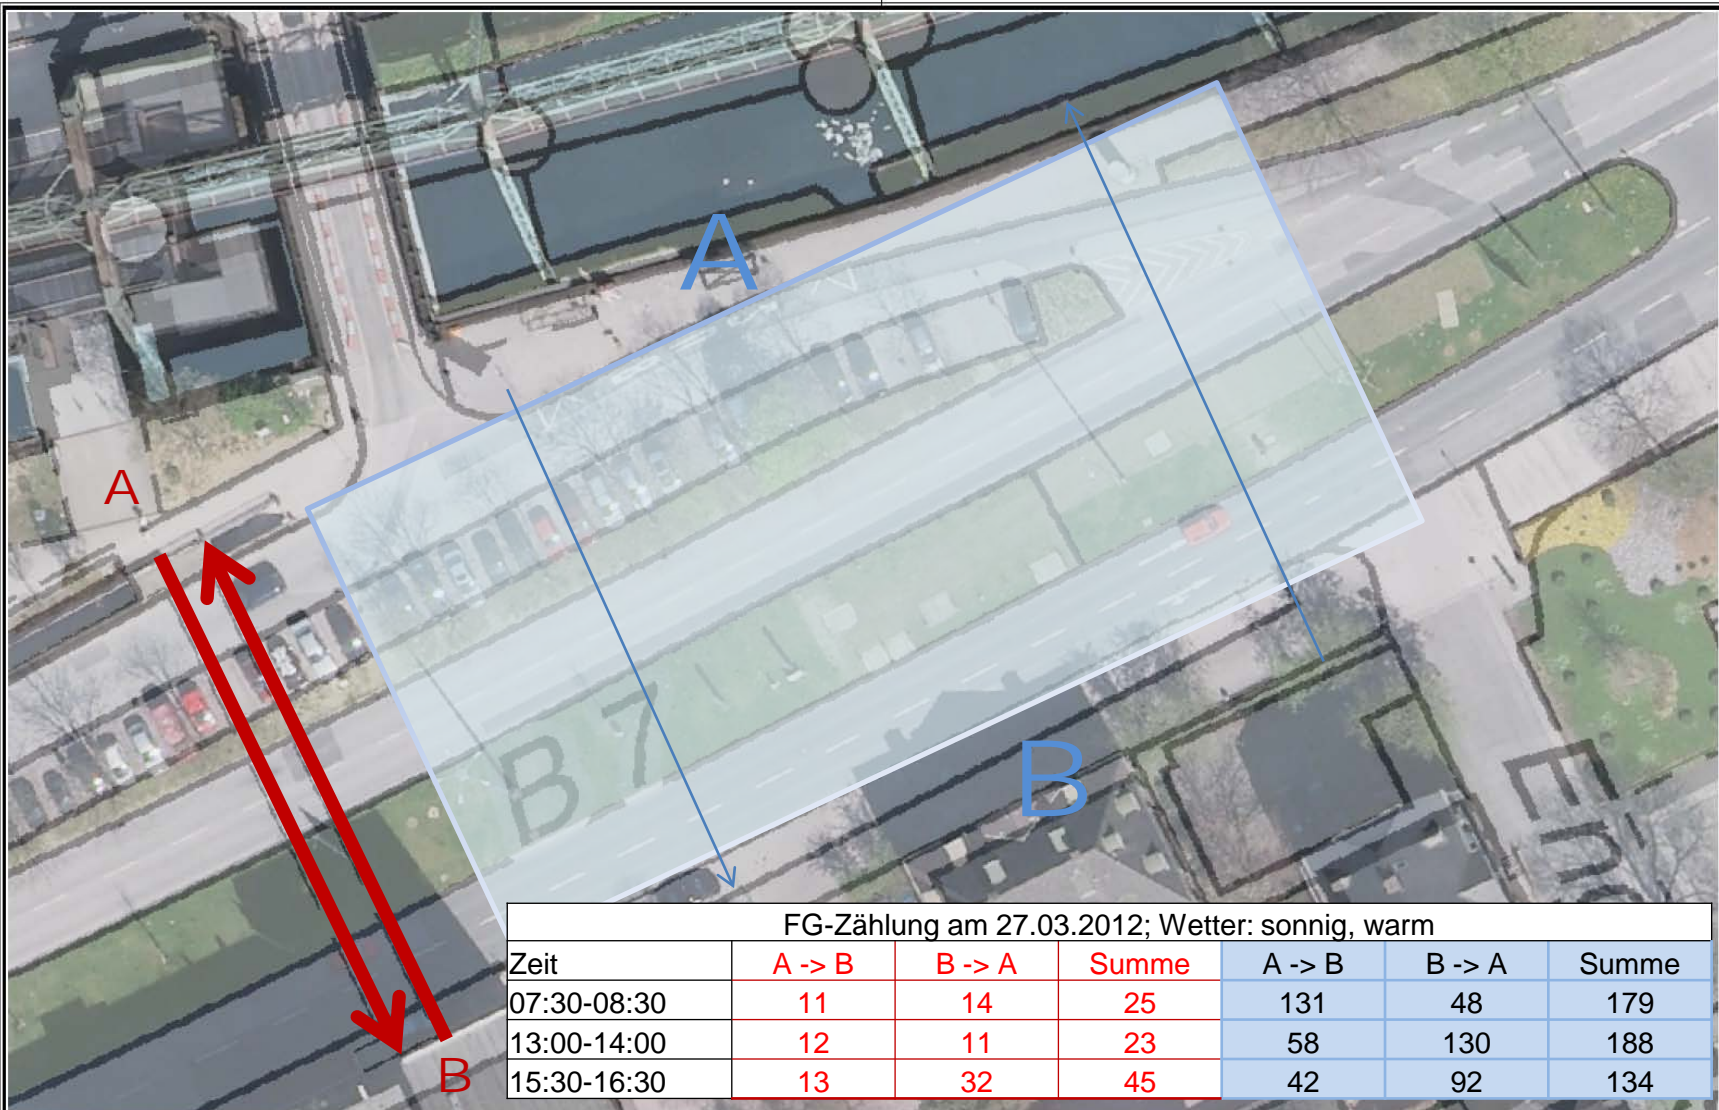 A
A
B 7
B
Eng
B
FG-Zählung am 27.03.2012; Wetter: sonnig, warm
Zeit A -> B B -> A Summe A -> B B -> A Summe
07:30-08:30 11 14 25 131 48 179
13:00-14:00 12 11 23 58 130 188
15:30-16:30 13 32 45 42 92 134